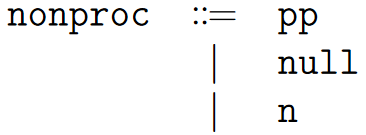 nonproc ::= pp
| null
| n